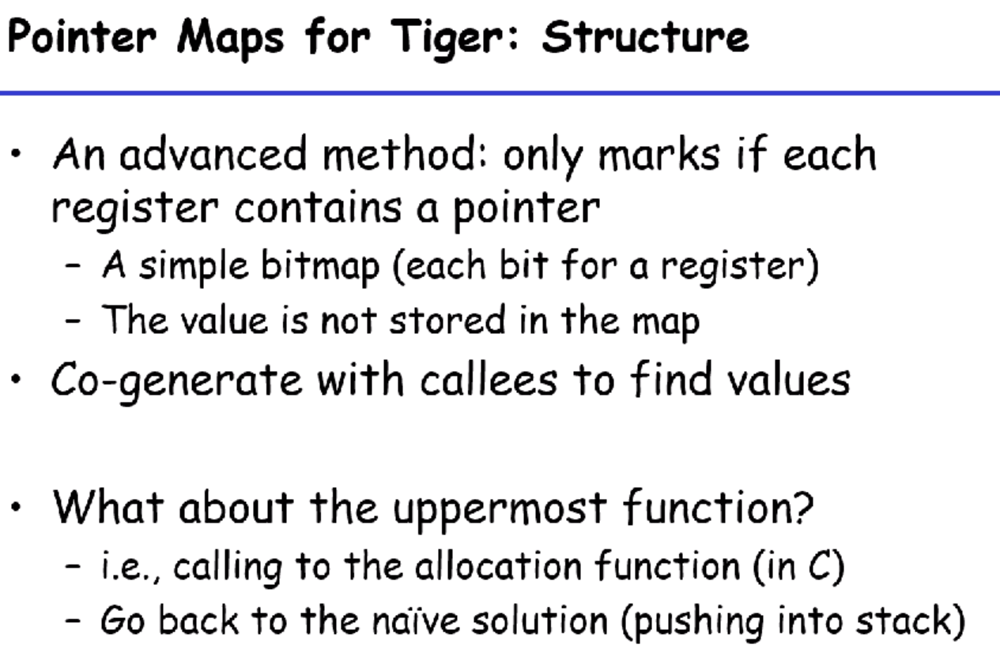 Pointer Maps for Tiger: Structure
• An advanced method: only marks if each
register contains a pointer
– A simple bitmap (each bit for a register)
– The value is not stored in the map
• Co-generate with callees to find values
• What about the uppermost function?
– i.e., calling to the allocation function (in C)
– Go back to the naïve solution (pushing into stack)